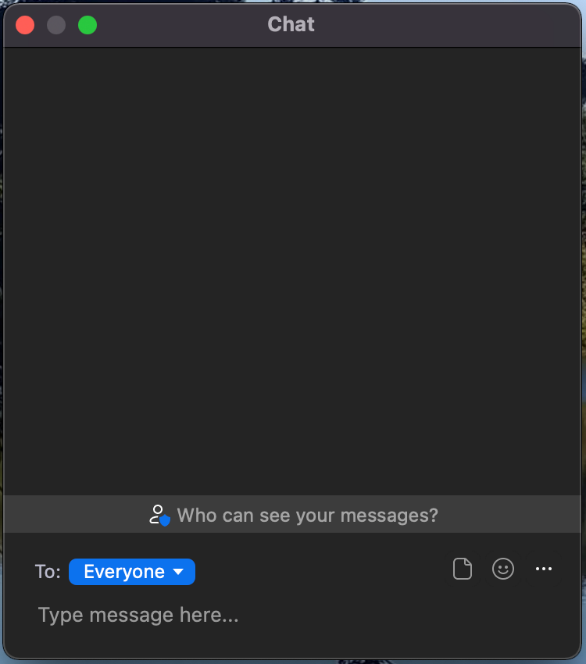 Chat
Who can see your messages?
To: Everyone
Type message here...